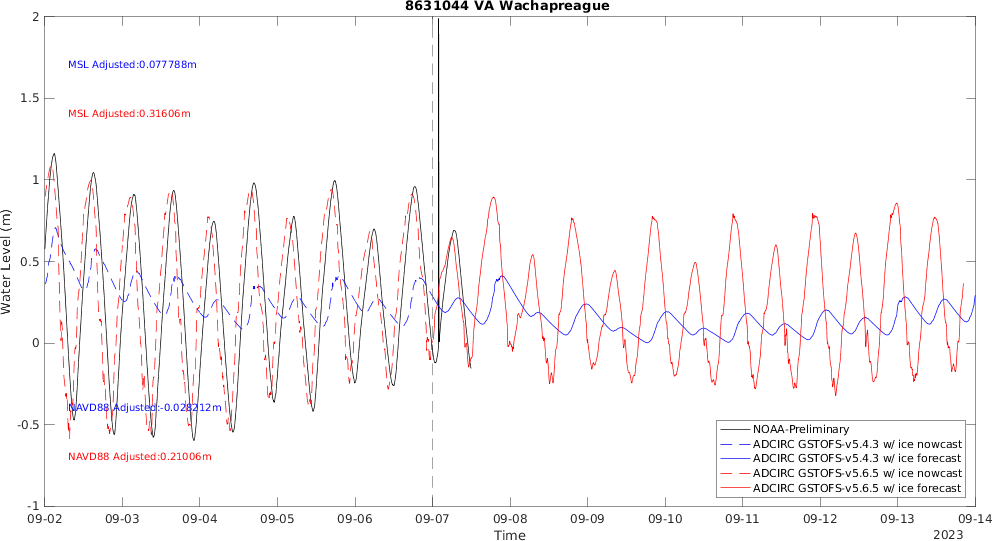 8631044 VA Wachapreague
2
1.5
1
0.5
0
-0.5
-1
Water Level (m)
MSL Adjusted:0.077788m
MSL Adjusted:0.31606m
NAVD88 Adjusted:-0.028212m
NAVD88 Adjusted:0.21006m
NOAA-Preliminary
ADCIRC GSTOFS-v5.4.3 w/ ice nowcast
ADCIRC GSTOFS-v5.4.3 w/ ice forecast
ADCIRC GSTOFS-v5.6.5 w/ ice nowcast
ADCIRC GSTOFS-v5.6.5 w/ ice forecast
09-02 09-03 09-04 09-05 09-06 09-07 09-08 09-09 09-10 09-11 09-12 09-13 09-14
Time
2023